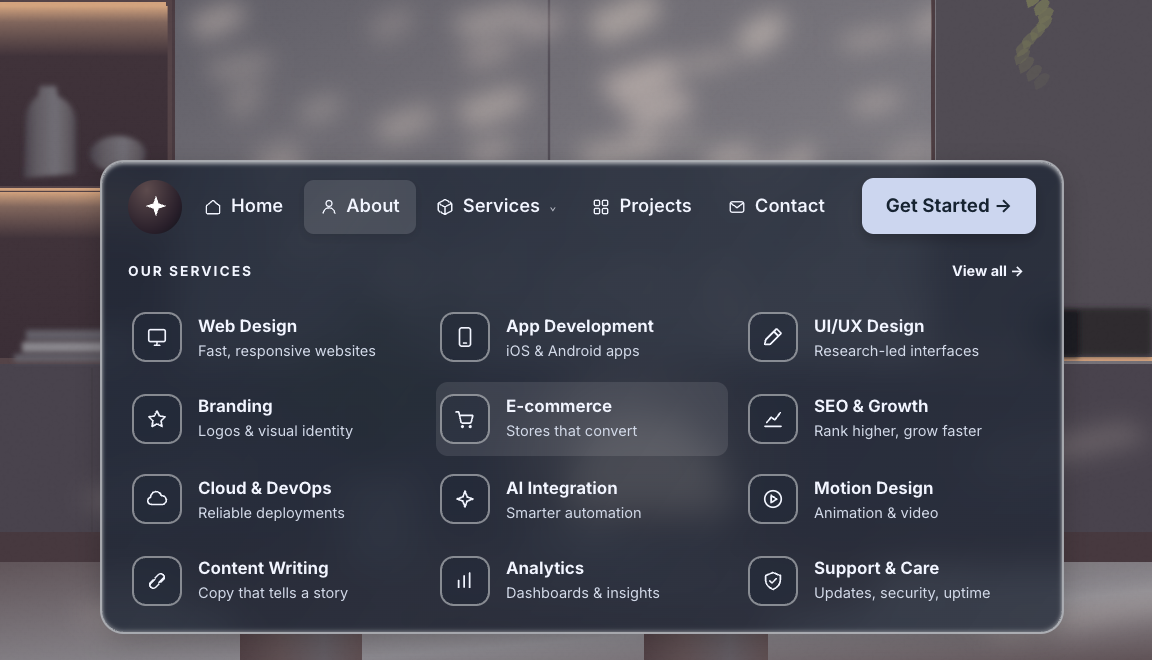 Home About Services Projects Contact Get Started →
OUR SERVICES View all →
Web Design App Development UI/UX Design
Fast, responsive websites iOS & Android apps Research-led interfaces
Branding E-commerce SEO & Growth
Logos & visual identity Stores that convert Rank higher, grow faster
Cloud & DevOps AI Integration Motion Design
Reliable deployments Smarter automation Animation & video
Content Writing Analytics Support & Care
Copy that tells a story Dashboards & insights Updates, security, uptime